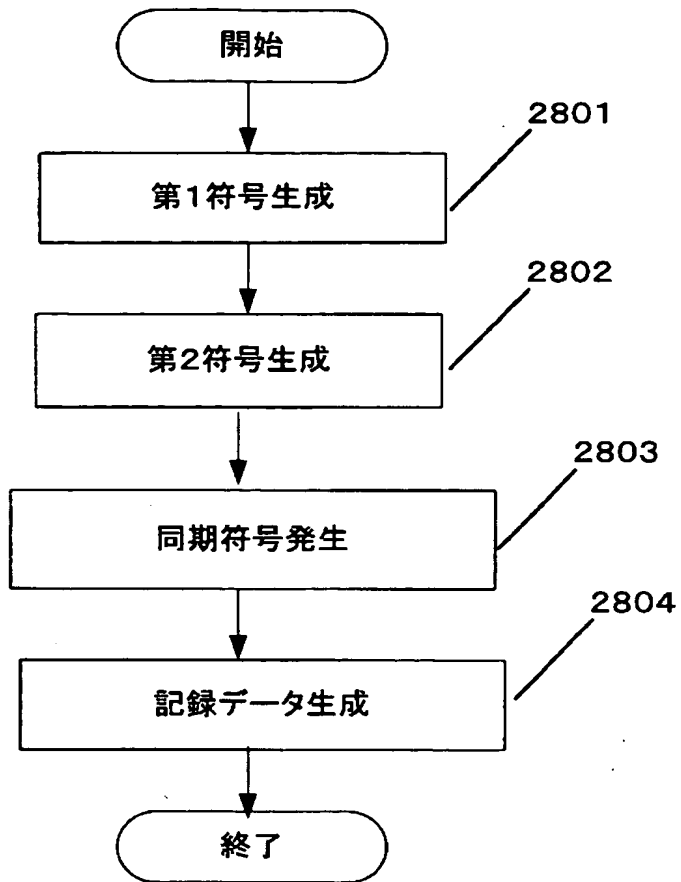 開始
2801
第1符号生成
2802
第2符号生成
2803
同期符号発生
2804
記録データ生成
終了